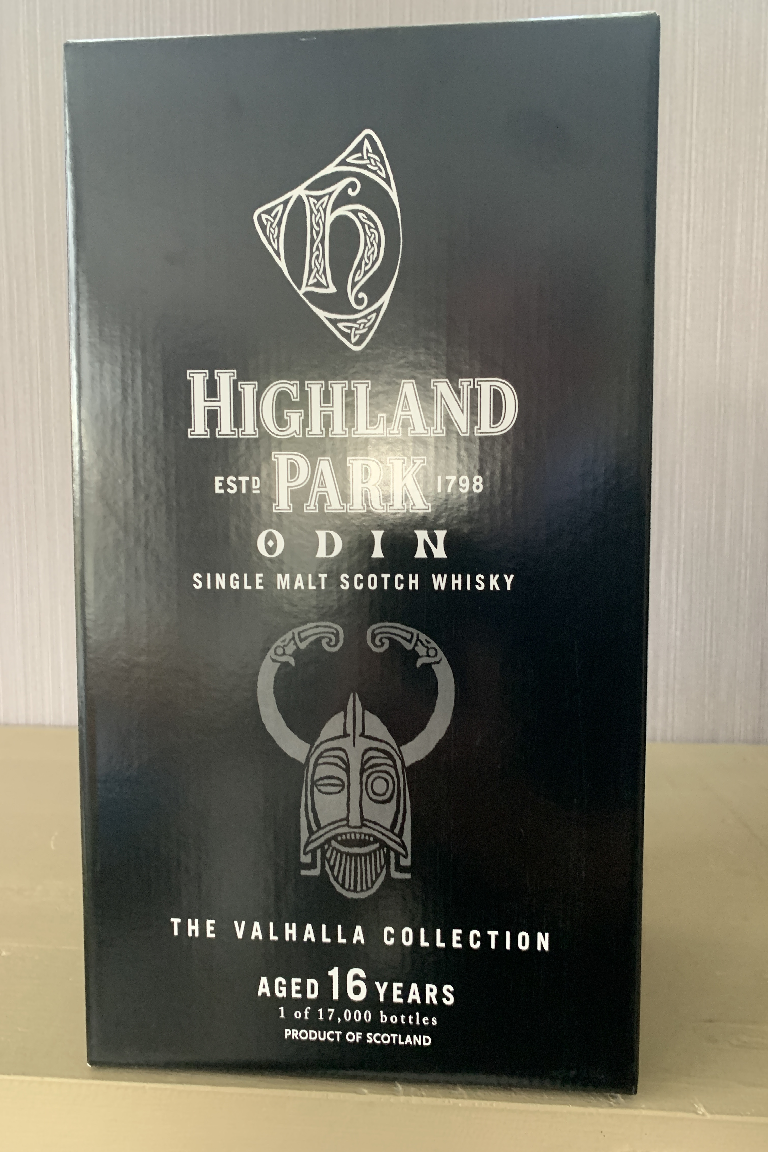 h
HIGHLAND
ESTD PARK 1798
ODIN
SINGLE MALT SCOTCH WHISKY
THE VALHALLA COLLECTION
AGED 16 YEARS
1 of 17,000 bottles
PRODUCT OF SCOTLAND